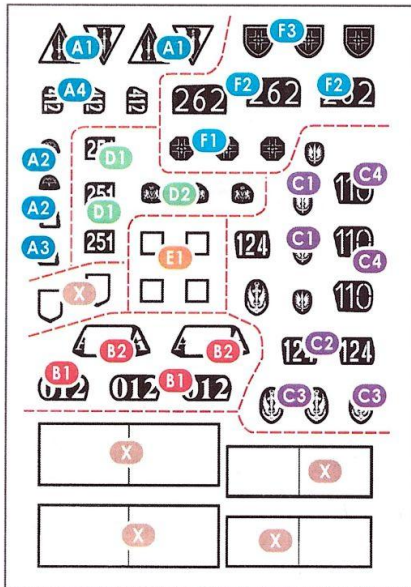 A1 A1 F3
A4 412 F2 F2
262 262 262
F1
A2 D1
251 D2 C1 C4
A2 D1 110
A3 251 E1 124 C1 110
C4
X 110
B2 B2 C2
124 124
B1 012 B1 012 C3 C3
012
X X
X X